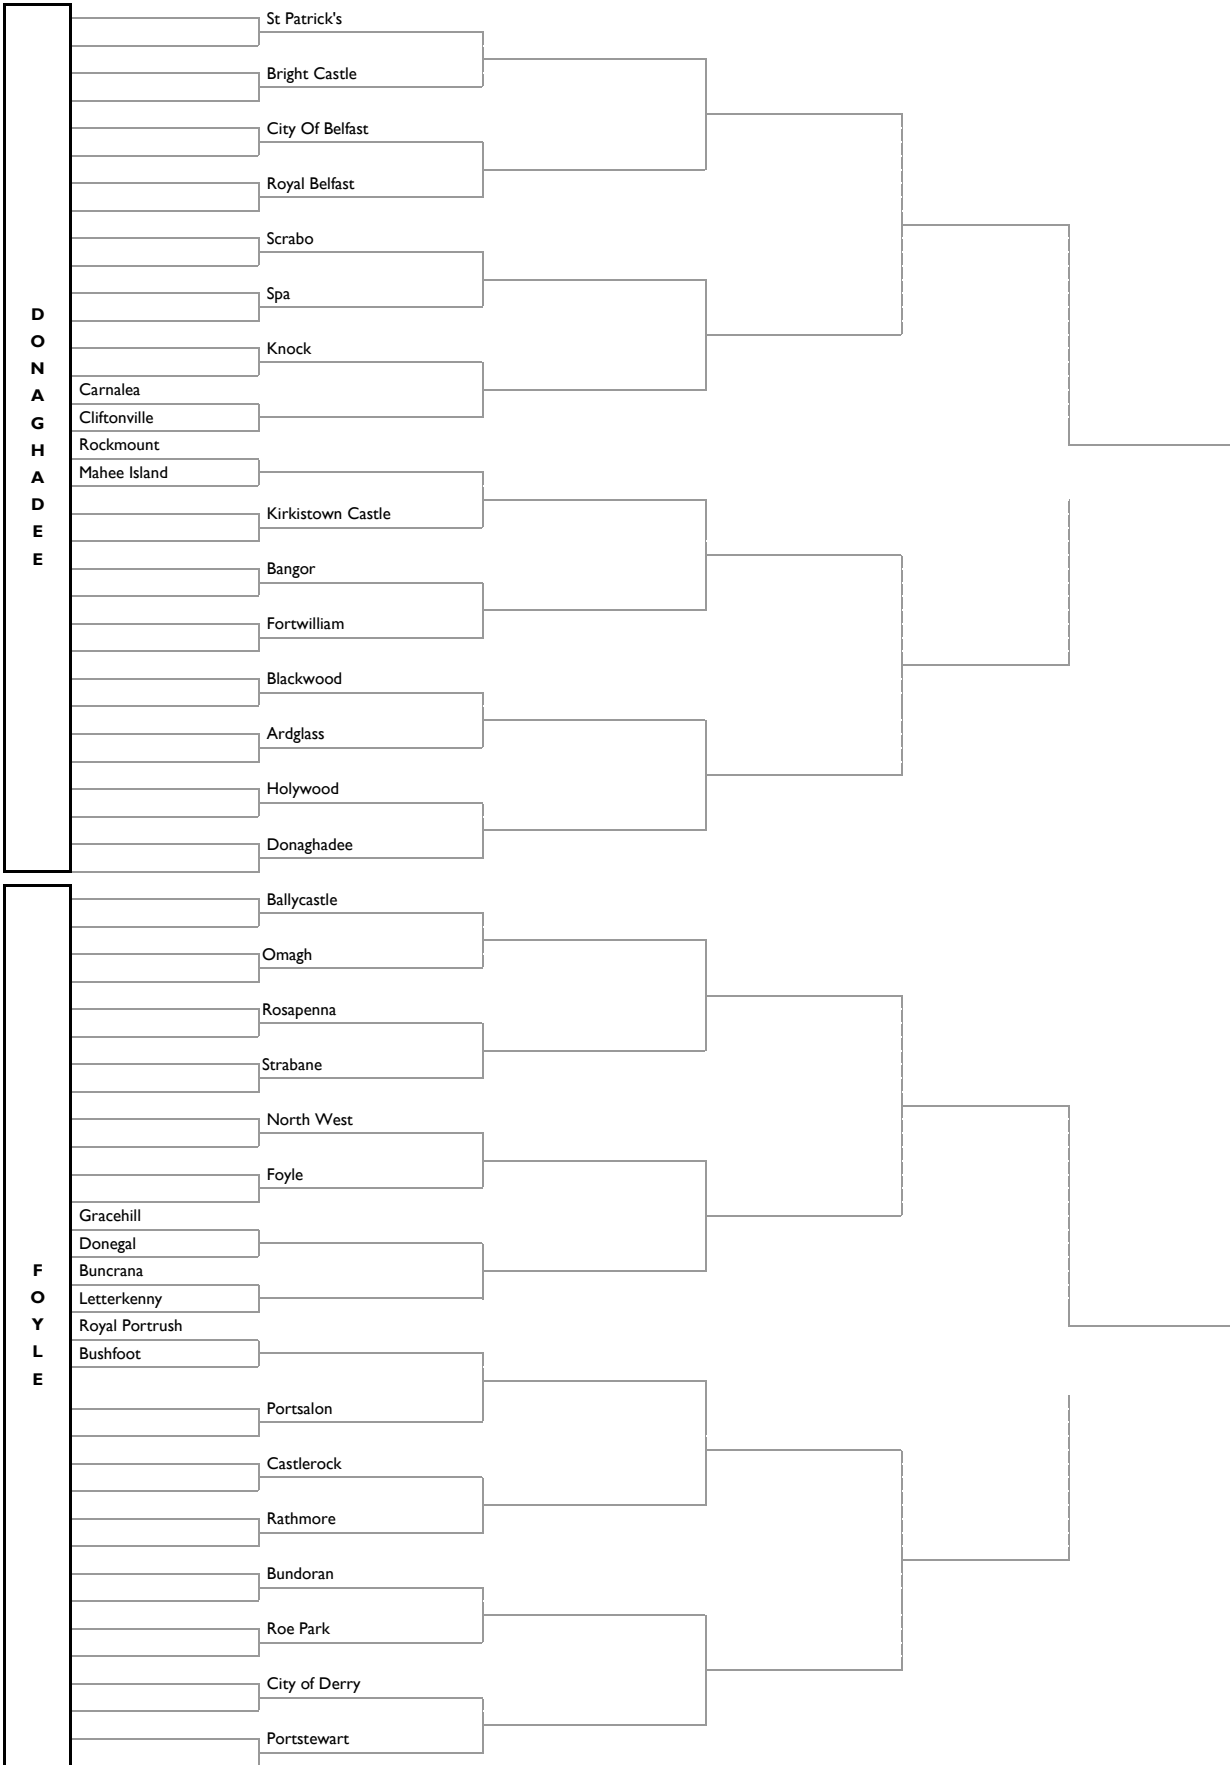 DONAGHADEE
St Patrick's
Bright Castle
City Of Belfast
Royal Belfast
Scrabo
Spa
Knock
Carnalea
Cliftonville
Rockmount
Mahee Island
Kirkistown Castle
Bangor
Fortwilliam
Blackwood
Ardglass
Holywood
Donaghadee
FOYLE
Ballycastle
Omagh
Rosapenna
Strabane
North West
Foyle
Gracehill
Donegal
Buncrana
Letterkenny
Royal Portrush
Bushfoot
Portsalon
Castlerock
Rathmore
Bundoran
Roe Park
City of Derry
Portstewart